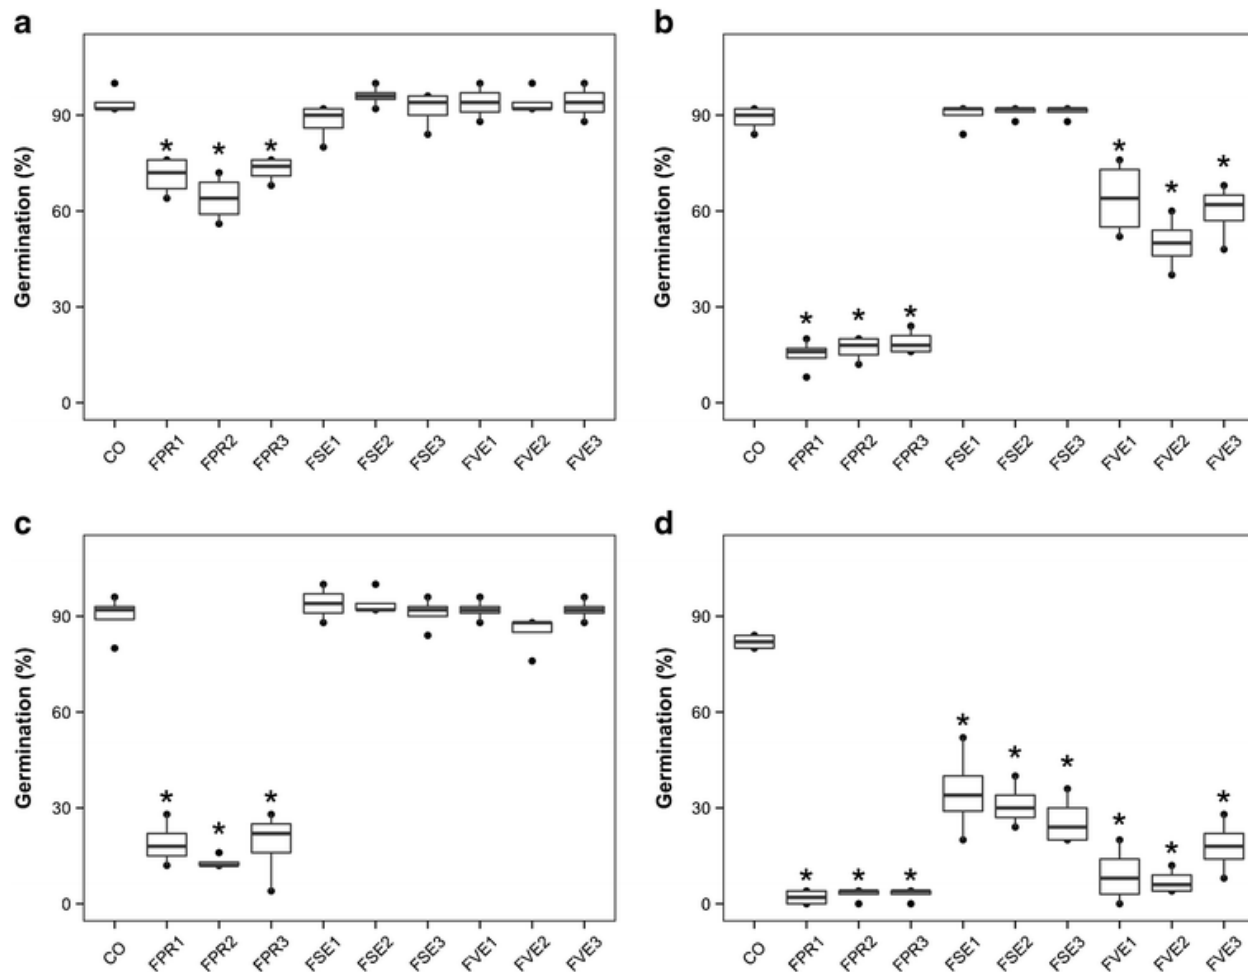 a
Germination (%)
90
60
30
0
* * *
CO FPR1 FPR2 FPR3 FSE1 FSE2 FSE3 FVE1 FVE2 FVE3
b
Germination (%)
90
60
30
0
* * * * * *
CO FPR1 FPR2 FPR3 FSE1 FSE2 FSE3 FVE1 FVE2 FVE3
c
Germination (%)
90
60
30
0
* * *
CO FPR1 FPR2 FPR3 FSE1 FSE2 FSE3 FVE1 FVE2 FVE3
d
Germination (%)
90
60
30
0
* * * * * * * * *
CO FPR1 FPR2 FPR3 FSE1 FSE2 FSE3 FVE1 FVE2 FVE3